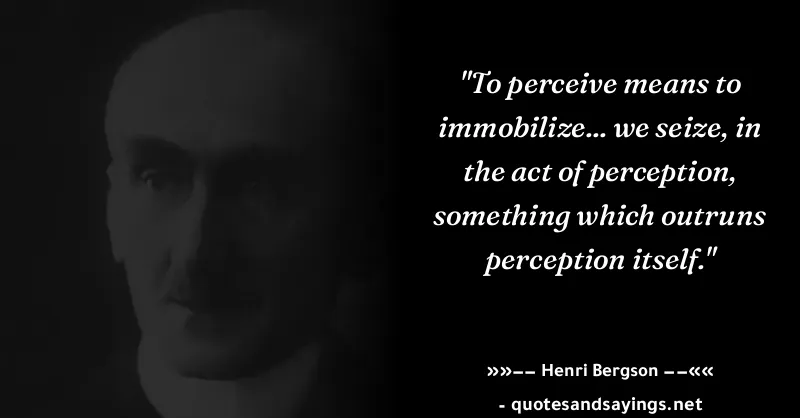 "To perceive means to
immobilize... we seize, in
the act of perception,
something which outruns
perception itself."
»»−− Henri Bergson −−««
- quotesandsayings.net